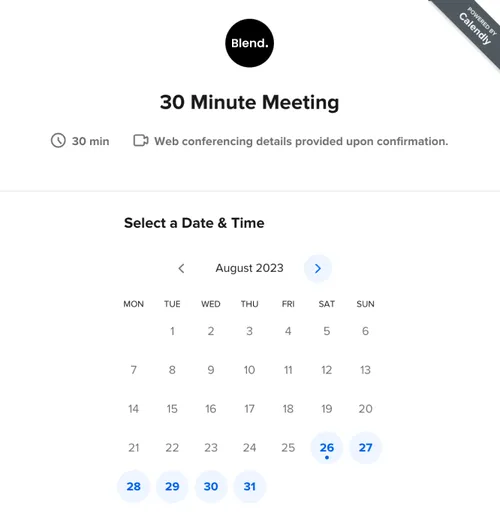 POWERED BY
Calendly
Blend.
30 Minute Meeting
30 min
Web conferencing details provided upon confirmation.
Select a Date & Time
August 2023
MON TUE WED THU FRI SAT SUN
1 2 3 4 5 6
7 8 9 10 11 12 13
14 15 16 17 18 19 20
21 22 23 24 25 26 27
28 29 30 31